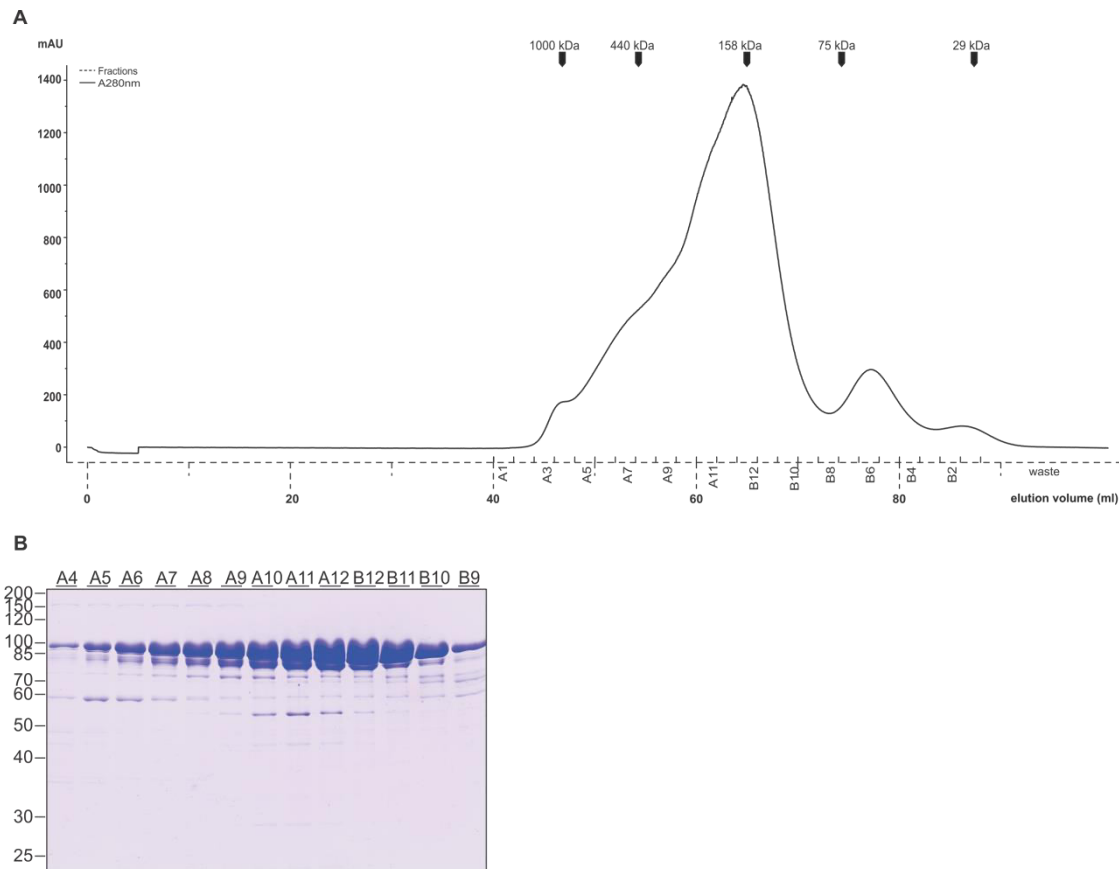 A
mAU
1000 kDa 440 kDa 158 kDa 75 kDa 29 kDa
Fractions
A280nm
1400
1200
1000
800
600
400
200
0
A1 A3 A5 A7 A9 A11 B12 B10 B8 B6 B4 B2 waste
0 20 40 60 80 elution volume (ml)
B
A4 A5 A6 A7 A8 A9 A10 A11 A12 B12 B11 B10 B9
200
150
120
100
85
70
60
50
40
30
25